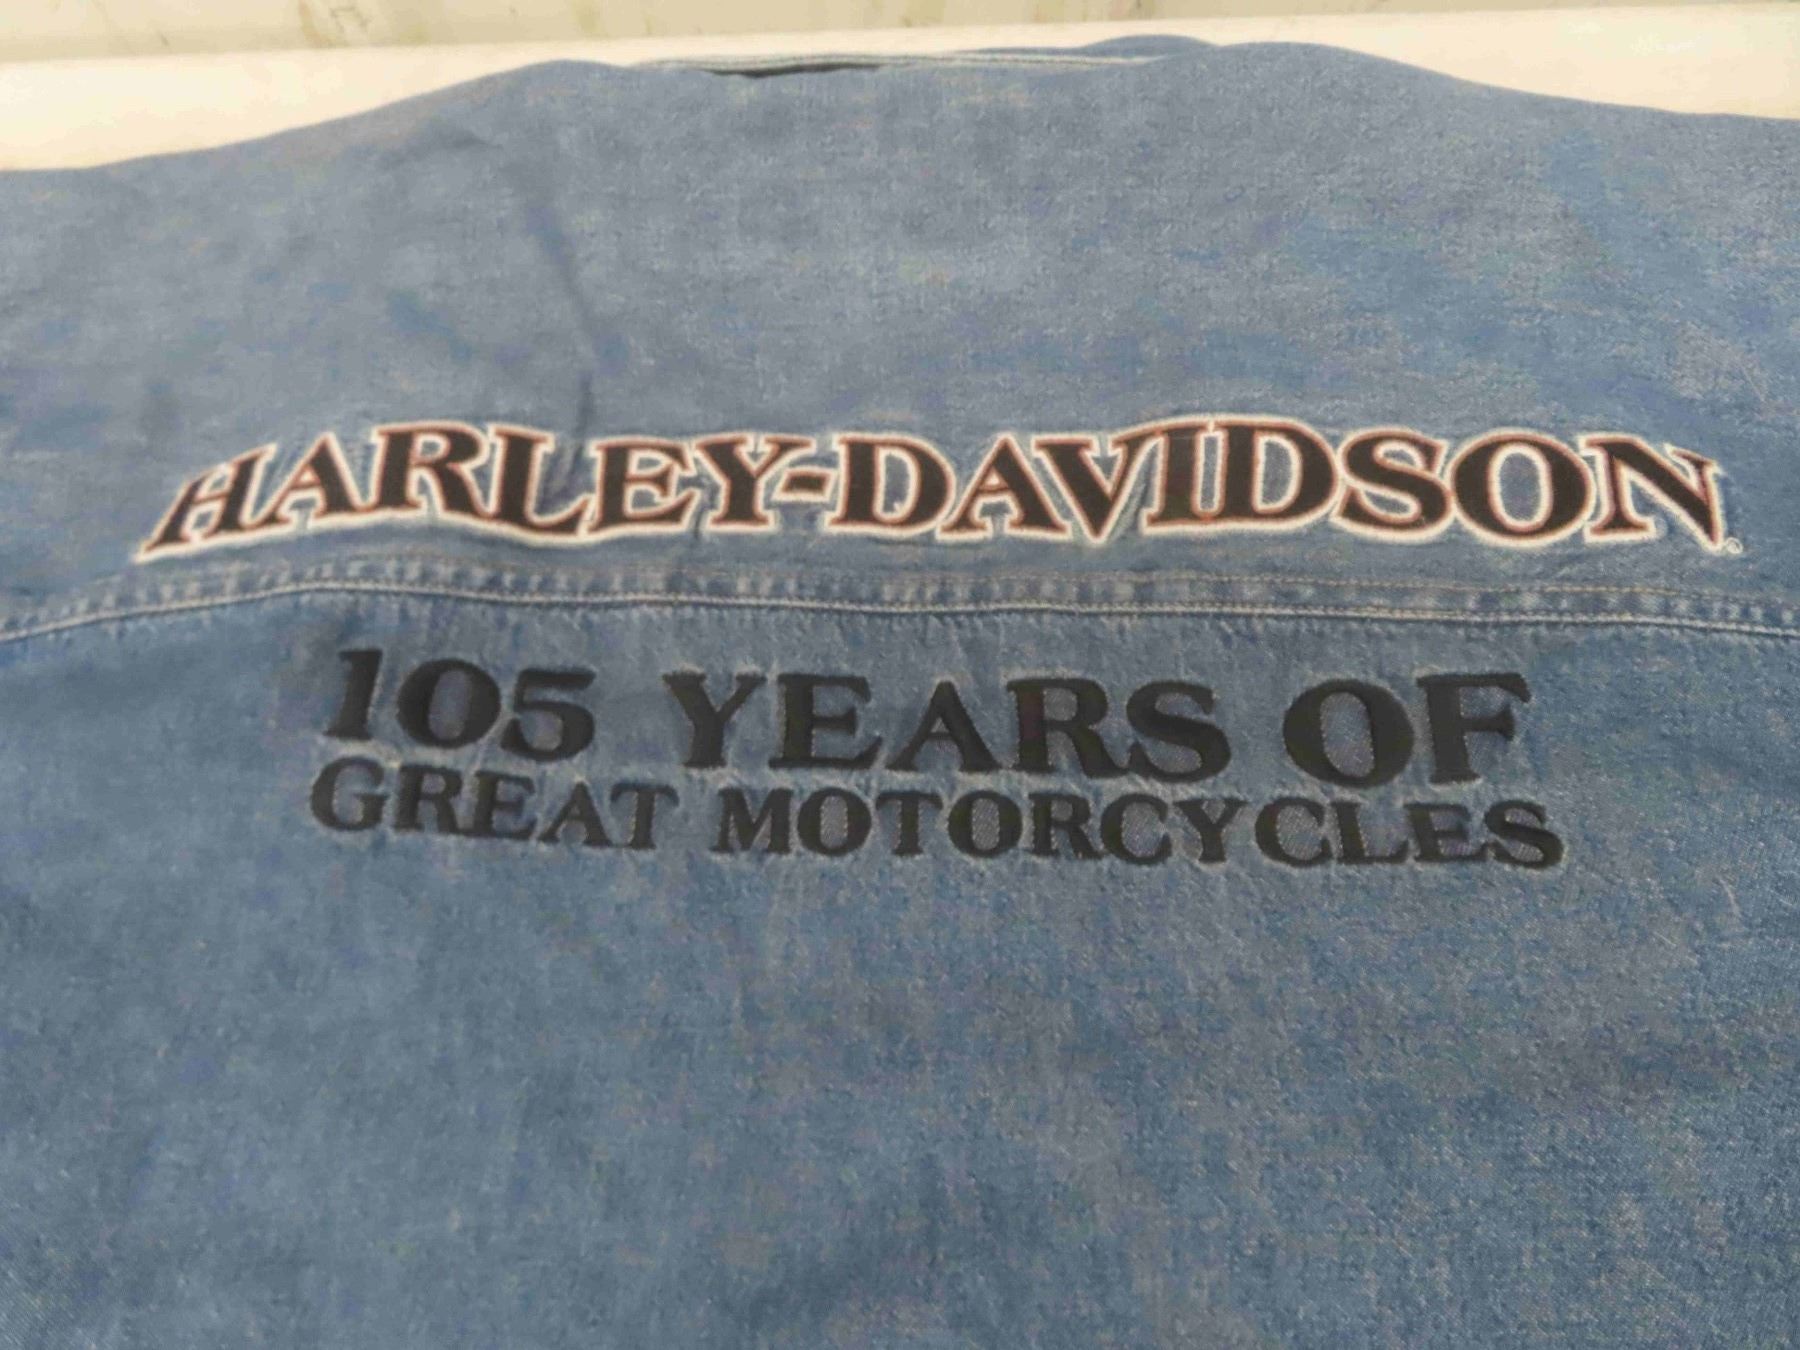 HARLEY-DAVIDSON
105 YEARS OF
GREAT MOTORCYCLES